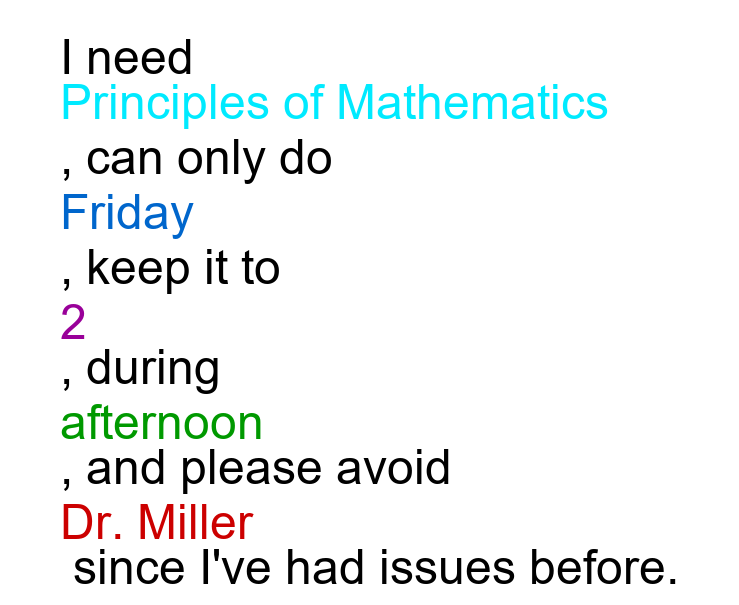 I need
Principles of Mathematics
, can only do
Friday
, keep it to
2
, during
afternoon
, and please avoid
Dr. Miller
since I've had issues before.